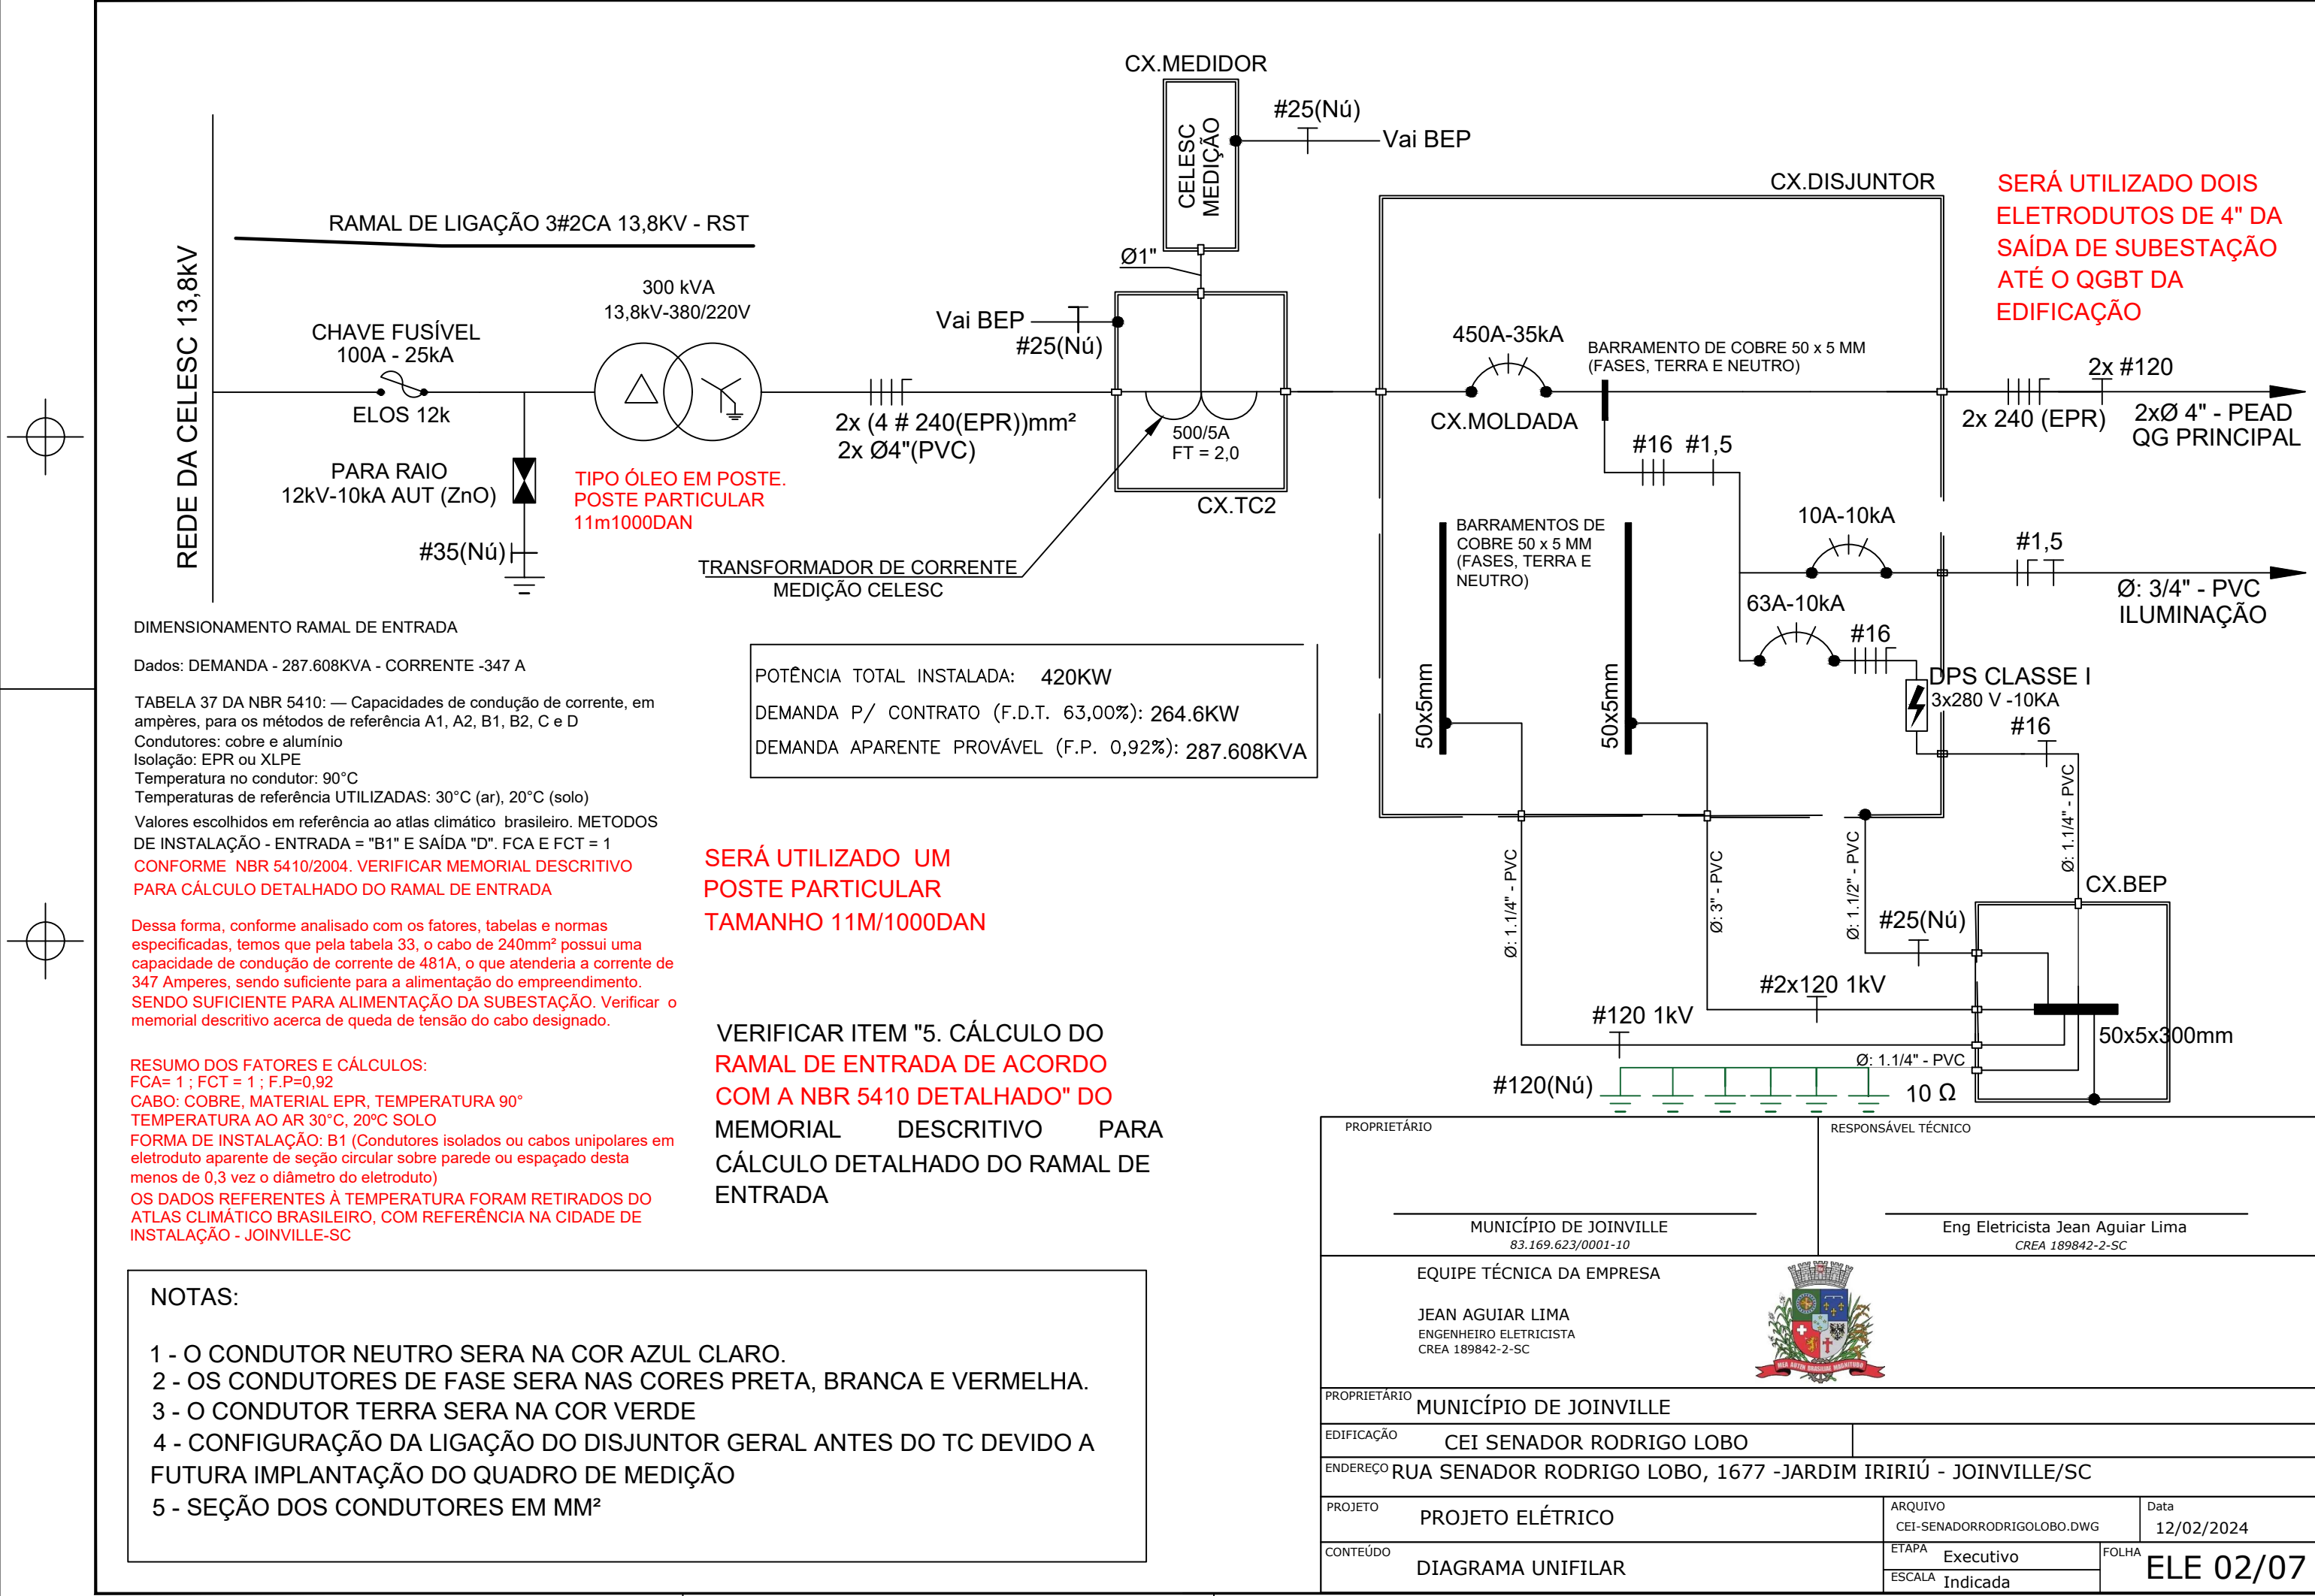 CX.MEDIDOR
CELESC
MEDIÇÃO
#25(Nú)
Vai BEP
Ø1"
REDE DA CELESC 13,8kV
RAMAL DE LIGAÇÃO 3#2CA 13,8KV - RST
CHAVE FUSÍVEL
100A - 25kA
ELOS 12k
300 kVA
13,8kV-380/220V
PARA RAIO
12kV-10kA AUT (ZnO)
#35(Nú)
TIPO ÓLEO EM POSTE.
POSTE PARTICULAR
11m1000DAN
2x (4 # 240(EPR))mm²
2x Ø4"(PVC)
Vai BEP
#25(Nú)
500/5A
FT = 2,0
CX.TC2
TRANSFORMADOR DE CORRENTE
MEDIÇÃO CELESC
CX.DISJUNTOR
450A-35kA
CX.MOLDADA
BARRAMENTO DE COBRE 50 x 5 MM
(FASES, TERRA E NEUTRO)
#16 #1,5
BARRAMENTOS DE
COBRE 50 x 5 MM
(FASES, TERRA E
NEUTRO)
50x5mm
50x5mm
10A-10kA
63A-10kA
#16
DPS CLASSE I
3x280 V -10KA
#16
SERÁ UTILIZADO DOIS
ELETRODUTOS DE 4" DA
SAÍDA DE SUBESTAÇÃO
ATÉ O QGBT DA
EDIFICAÇÃO
2x #120
2x 240 (EPR)
2xØ 4" - PEAD
QG PRINCIPAL
#1,5
Ø: 3/4" - PVC
ILUMINAÇÃO
Ø: 1.1/4" - PVC
Ø: 3" - PVC
Ø: 1.1/2" - PVC
Ø: 1.1/4" - PVC
CX.BEP
#25(Nú)
#2x120 1kV
#120 1kV
50x5x300mm
Ø: 1.1/4" - PVC
#120(Nú)
10 Ω
DIMENSIONAMENTO RAMAL DE ENTRADA
Dados: DEMANDA - 287.608KVA - CORRENTE -347 A
TABELA 37 DA NBR 5410: — Capacidades de condução de corrente, em
ampères, para os métodos de referência A1, A2, B1, B2, C e D
Condutores: cobre e alumínio
Isolação: EPR ou XLPE
Temperatura no condutor: 90°C
Temperaturas de referência UTILIZADAS: 30°C (ar), 20°C (solo)
Valores escolhidos em referência ao atlas climático brasileiro. METODOS
DE INSTALAÇÃO - ENTRADA = "B1" E SAÍDA "D". FCA E FCT = 1
CONFORME NBR 5410/2004. VERIFICAR MEMORIAL DESCRITIVO
PARA CÁLCULO DETALHADO DO RAMAL DE ENTRADA
Dessa forma, conforme analisado com os fatores, tabelas e normas
especificadas, temos que pela tabela 33, o cabo de 240mm² possui uma
capacidade de condução de corrente de 481A, o que atenderia a corrente de
347 Amperes, sendo suficiente para a alimentação do empreendimento.
SENDO SUFICIENTE PARA ALIMENTAÇÃO DA SUBESTAÇÃO. Verificar o
memorial descritivo acerca de queda de tensão do cabo designado.
RESUMO DOS FATORES E CÁLCULOS:
FCA= 1 ; FCT = 1 ; F.P=0,92
CABO: COBRE, MATERIAL EPR, TEMPERATURA 90°
TEMPERATURA AO AR 30°C, 20ºC SOLO
FORMA DE INSTALAÇÃO: B1 (Condutores isolados ou cabos unipolares em
eletroduto aparente de seção circular sobre parede ou espaçado desta
menos de 0,3 vez o diâmetro do eletroduto)
OS DADOS REFERENTES À TEMPERATURA FORAM RETIRADOS DO
ATLAS CLIMÁTICO BRASILEIRO, COM REFERÊNCIA NA CIDADE DE
INSTALAÇÃO - JOINVILLE-SC
POTÊNCIA TOTAL INSTALADA: 420KW
DEMANDA P/ CONTRATO (F.D.T. 63,00%): 264.6KW
DEMANDA APARENTE PROVÁVEL (F.P. 0,92%): 287.608KVA
SERÁ UTILIZADO UM
POSTE PARTICULAR
TAMANHO 11M/1000DAN
VERIFICAR ITEM "5. CÁLCULO DO
RAMAL DE ENTRADA DE ACORDO
COM A NBR 5410 DETALHADO" DO
MEMORIAL DESCRITIVO PARA
CÁLCULO DETALHADO DO RAMAL DE
ENTRADA
NOTAS:
1 - O CONDUTOR NEUTRO SERA NA COR AZUL CLARO.
2 - OS CONDUTORES DE FASE SERA NAS CORES PRETA, BRANCA E VERMELHA.
3 - O CONDUTOR TERRA SERA NA COR VERDE
4 - CONFIGURAÇÃO DA LIGAÇÃO DO DISJUNTOR GERAL ANTES DO TC DEVIDO A
FUTURA IMPLANTAÇÃO DO QUADRO DE MEDIÇÃO
5 - SEÇÃO DOS CONDUTORES EM MM²
PROPRIETÁRIO
RESPONSÁVEL TÉCNICO
MUNICÍPIO DE JOINVILLE
83.169.623/0001-10
Eng Eletricista Jean Aguiar Lima
CREA 189842-2-SC
EQUIPE TÉCNICA DA EMPRESA
JEAN AGUIAR LIMA
ENGENHEIRO ELETRICISTA
CREA 189842-2-SC
PROPRIETÁRIO MUNICÍPIO DE JOINVILLE
EDIFICAÇÃO CEI SENADOR RODRIGO LOBO
ENDEREÇO RUA SENADOR RODRIGO LOBO, 1677 -JARDIM IRIRIÚ - JOINVILLE/SC
PROJETO PROJETO ELÉTRICO
ARQUIVO
CEI-SENADORRODRIGOLOBO.DWG
Data
12/02/2024
CONTEÚDO DIAGRAMA UNIFILAR
ETAPA Executivo
ESCALA Indicada
FOLHA ELE 02/07